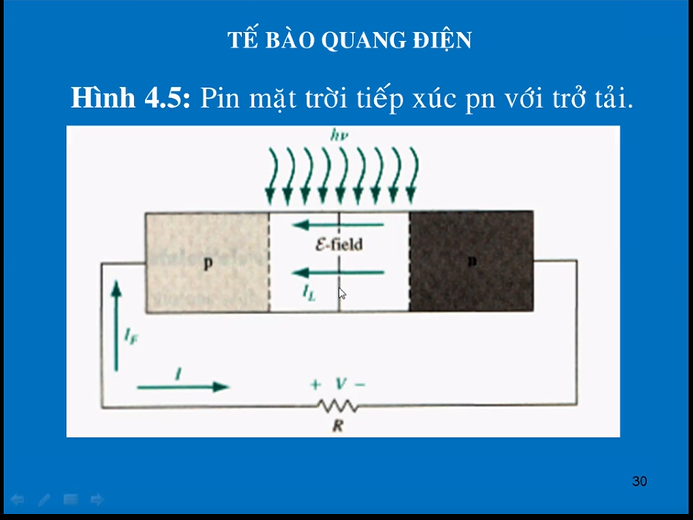 TẾ BÀO QUANG ĐIỆN
Hình 4.5: Pin mặt trời tiếp xúc pn với trở tải.
hν
ℰ-field
p
n
I_L
I_F
I
+ V −
R
30